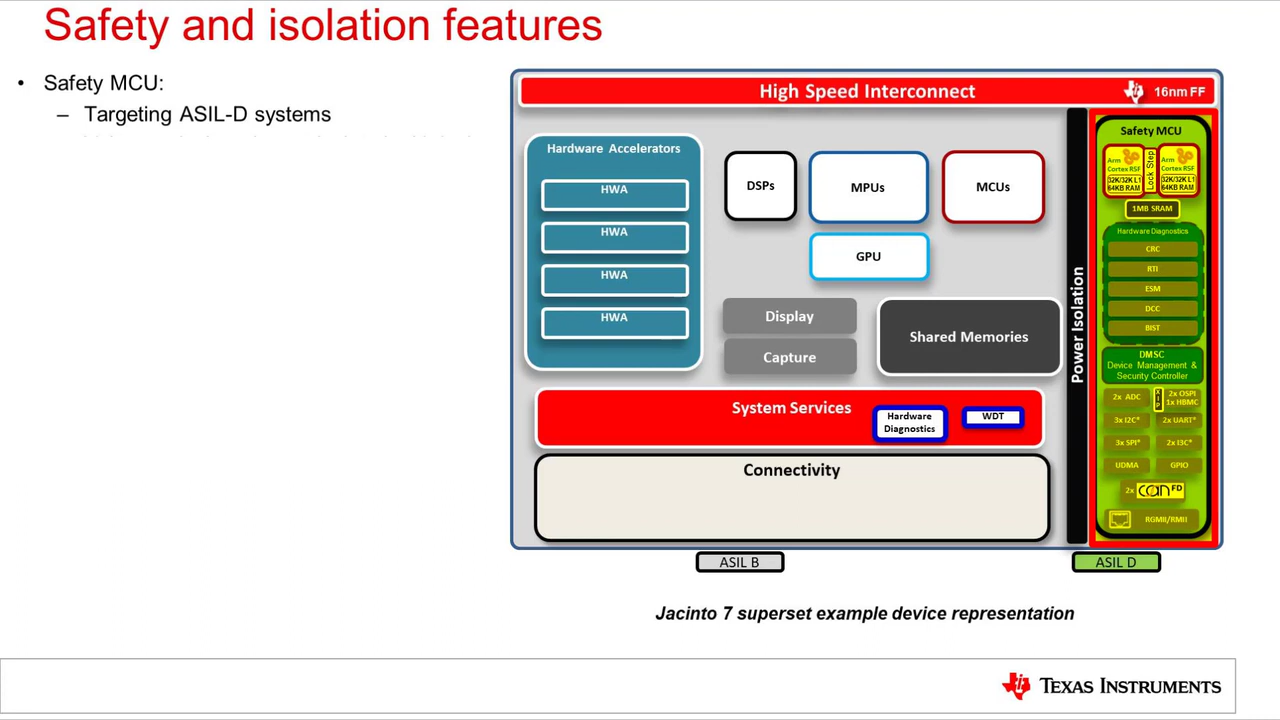 Safety and isolation features
• Safety MCU:
– Targeting ASIL-D systems
High Speed Interconnect
16nm FF
Hardware Accelerators
HWA
HWA
HWA
HWA
DSPs
MPUs
MCUs
GPU
Display
Capture
Shared Memories
System Services
Hardware
Diagnostics
WDT
Connectivity
Power Isolation
Safety MCU
Arm
Cortex R5F
32K/32K L1
64KB RAM
Lock Step
Arm
Cortex R5F
32K/32K L1
64KB RAM
1MB SRAM
Hardware Diagnostics
CRC
RTI
ESM
DCC
BIST
DMSC
Device Management &
Security Controller
2x ADC
XIP
2x OSPI
1x HBMC
3x I2C*
2x UART*
3x SPI*
2x I3C*
UDMA
GPIO
2x CAN FD
RGMII/RMII
ASIL B
ASIL D
Jacinto 7 superset example device representation
TEXAS INSTRUMENTS